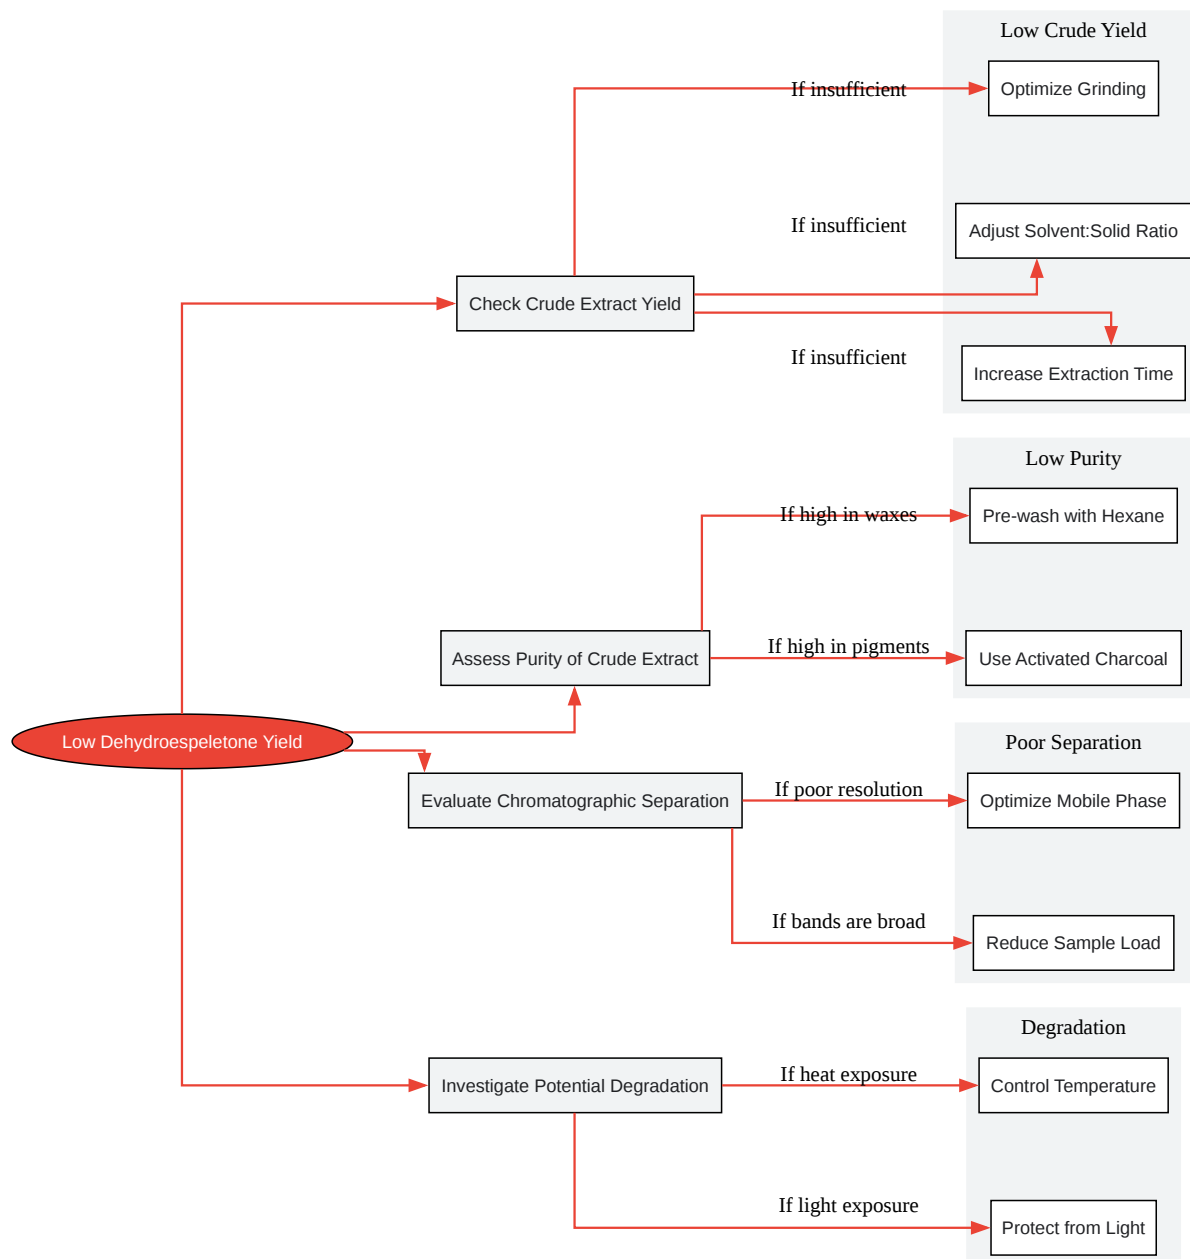 Low Crude Yield
If insufficient
Optimize Grinding
If insufficient
Adjust Solvent:Solid Ratio
Check Crude Extract Yield
If insufficient
Increase Extraction Time
Low Purity
If high in waxes
Pre-wash with Hexane
Assess Purity of Crude Extract
If high in pigments
Use Activated Charcoal
Low Dehydroespeletone Yield
Poor Separation
Evaluate Chromatographic Separation
If poor resolution
Optimize Mobile Phase
If bands are broad
Reduce Sample Load
Degradation
Investigate Potential Degradation
If heat exposure
Control Temperature
If light exposure
Protect from Light